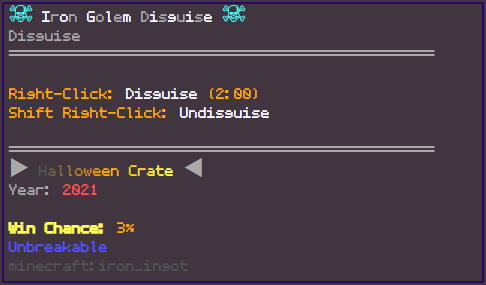 ☠ Iron Golem Disguise ☠
Disguise
Right-Click: Disguise (2:00)
Shift Right-Click: Undisguise
▶ Halloween Crate ◀
Year: 2021
Win Chance: 3%
Unbreakable
minecraft:iron_ingot